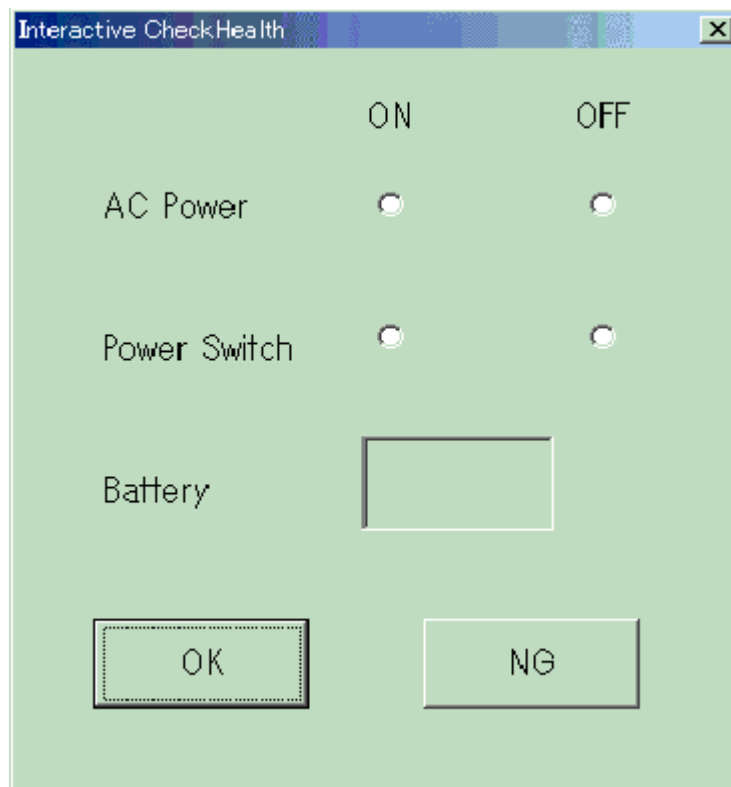 Interactive CheckHealth
ON OFF
AC Power
Power Switch
Battery
OK NG